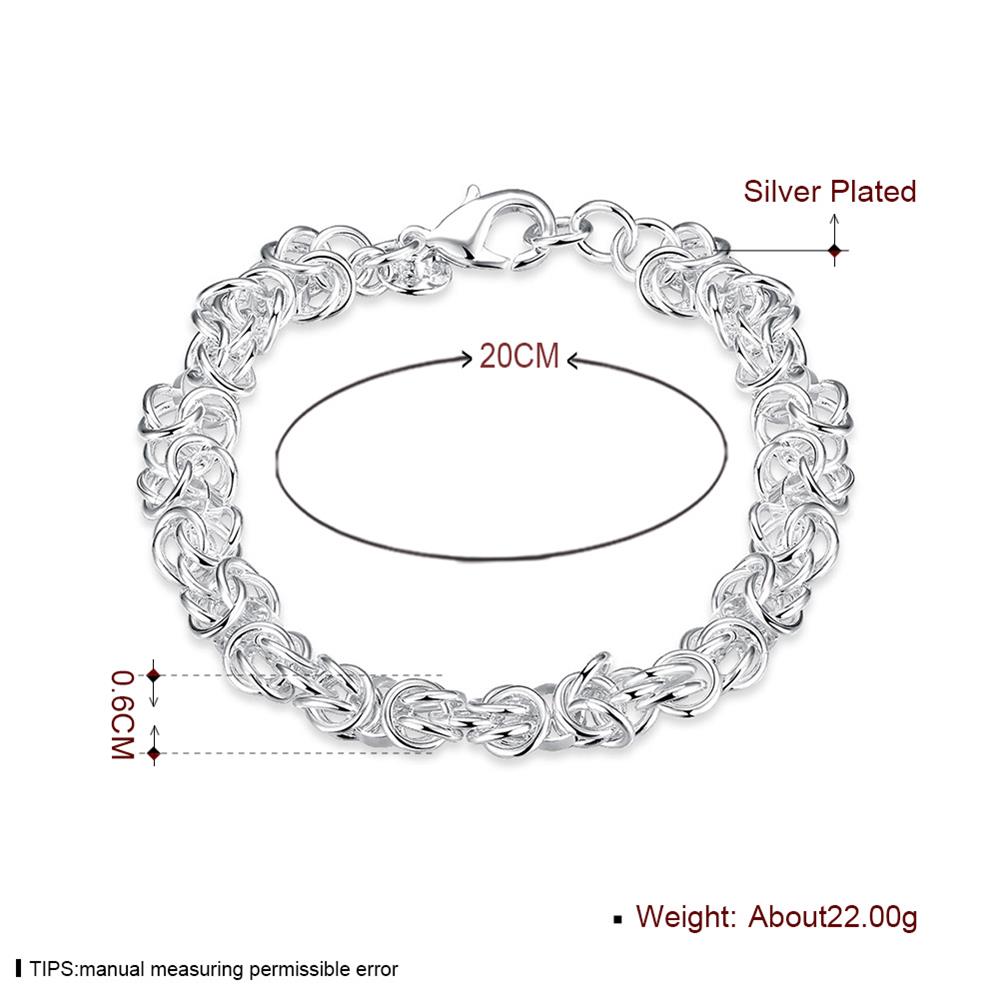 Silver Plated
20CM
0.6CM
Weight: About22.00g
TIPS:manual measuring permissible error